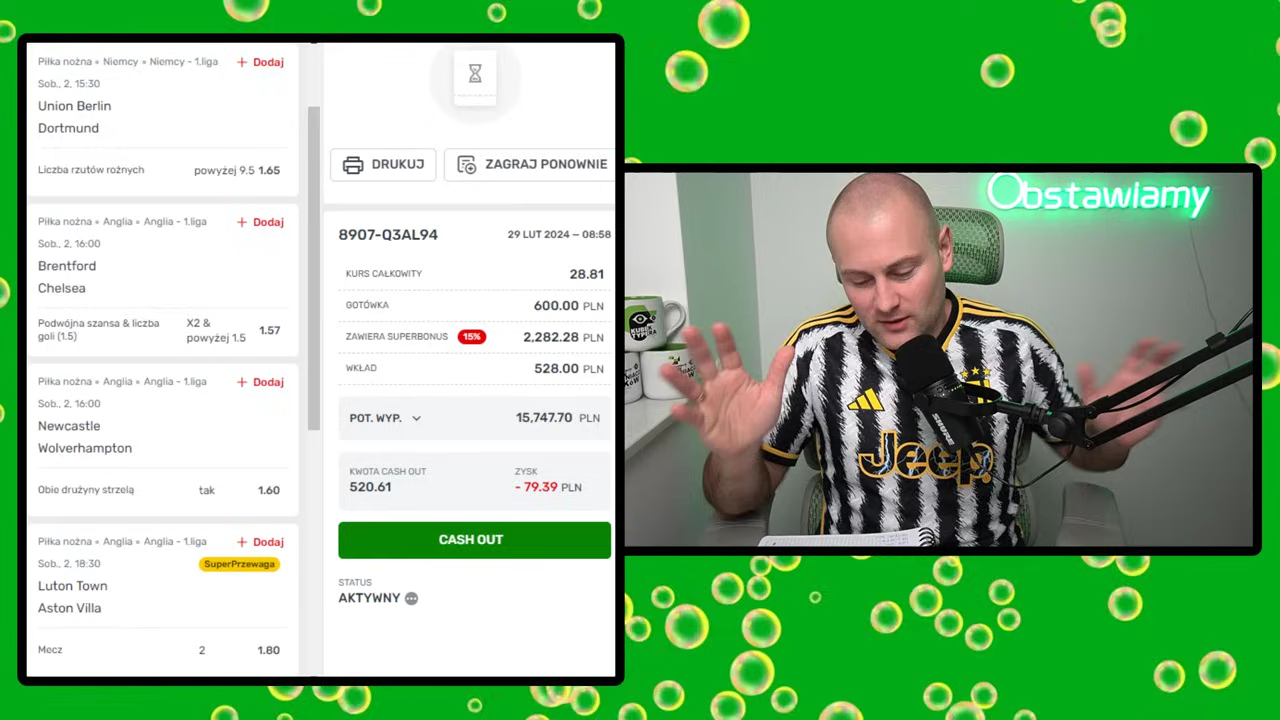 Piłka nożna Niemcy Niemcy - 1.liga + Dodaj
Sob., 2, 15:30
Union Berlin
Dortmund
Liczba rzutów rożnych powyżej 9.5 1.65
Piłka nożna Anglia Anglia - 1.liga + Dodaj
Sob., 2, 16:00
Brentford
Chelsea
Podwójna szansa & liczba
goli (1.5)
X2 &
powyżej 1.5
1.57
Piłka nożna Anglia Anglia - 1.liga + Dodaj
Sob., 2, 16:00
Newcastle
Wolverhampton
Obie drużyny strzelą tak 1.60
Piłka nożna Anglia Anglia - 1.liga + Dodaj
Sob., 2, 18:30 SuperPrzewaga
Luton Town
Aston Villa
Mecz 2 1.80
DRUKUJ
ZAGRAJ PONOWNIE
8907-Q3AL94 29 LUT 2024 – 08:58
KURS CAŁKOWITY 28.81
GOTÓWKA 600.00 PLN
ZAWIERA SUPERBONUS 15% 2,282.28 PLN
WKŁAD 528.00 PLN
POT. WYP. 15,747.70 PLN
KWOTA CASH OUT ZYSK
520.61 - 79.39 PLN
CASH OUT
STATUS
AKTYWNY
Obstawiamy
Jeep
SHURE